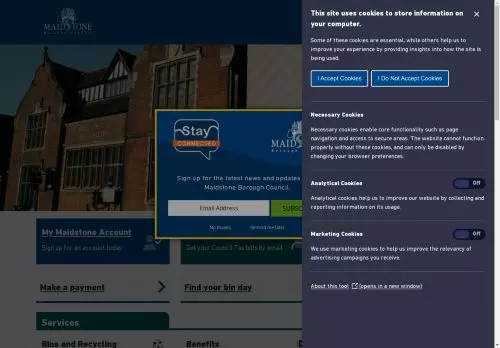 MAIDSTONE
Borough Council
Stay
CONNECTED
MAID
Borough
Sign up for the latest news and updates
Maidstone Borough Council.
Email Address
SUBSC
No thanks
Remind me later
My Maidstone Account
Sign up for an account today
Get your Council Tax bills by email
Make a payment
Find your bin day
Services
Bins and Recycling
Benefits
This site uses cookies to store information on
your computer.
Some of these cookies are essential, while others help us to
improve your experience by providing insights into how the site is
being used.
I Accept Cookies
I Do Not Accept Cookies
Necessary Cookies
Necessary cookies enable core functionality such as page
navigation and access to secure areas. The website cannot function
properly without these cookies, and can only be disabled by
changing your browser preferences.
Analytical Cookies
Off
Analytical cookies help us to improve our website by collecting and
reporting information on its usage.
Marketing Cookies
Off
We use marketing cookies to help us improve the relevancy of
advertising campaigns you receive.
About this tool (opens in a new window)